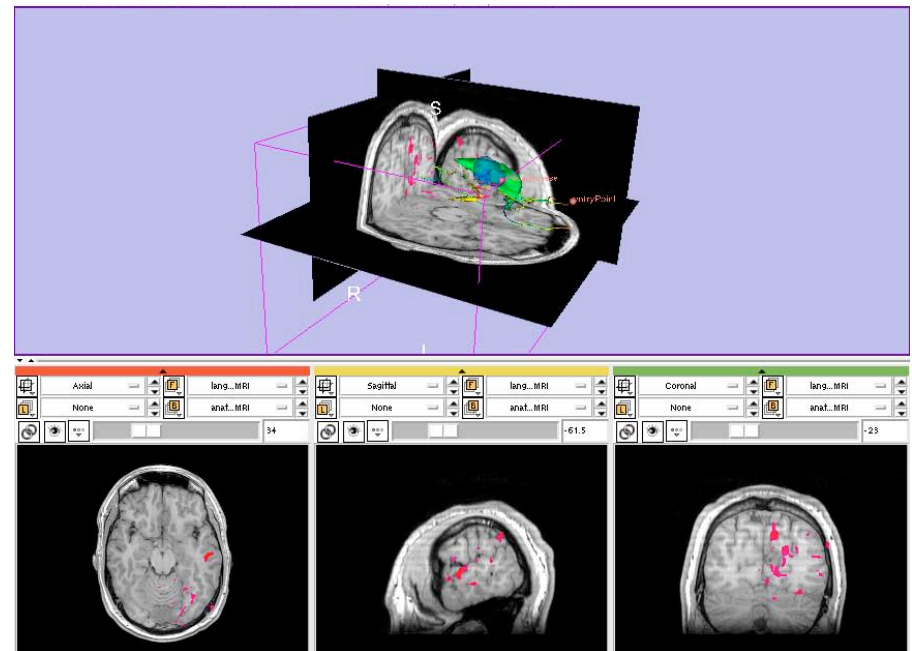 S
ntryPoint
R
Axial
lang...MRI
None
anat...MRI
34
Sagittal
lang...MRI
None
anat...MRI
-61.5
Coronal
lang...MRI
None
anat...MRI
-23